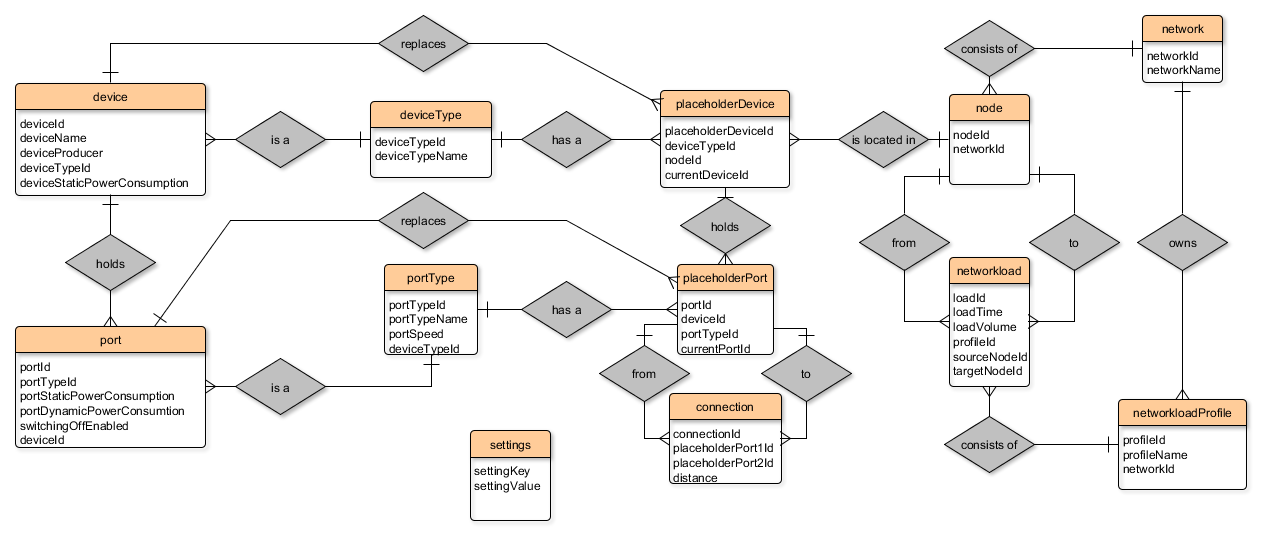 replaces
consists of
network
networkId
networkName
device
deviceId
deviceName
deviceProducer
deviceTypeId
deviceStaticPowerConsumption
is a
deviceType
deviceTypeId
deviceTypeName
has a
placeholderDevice
placeholderDeviceId
deviceTypeId
nodeId
currentDeviceId
is located in
node
nodeId
networkId
holds
replaces
holds
from
to
owns
portType
portTypeId
portTypeName
portSpeed
deviceTypeId
has a
placeholderPort
portId
deviceId
portTypeId
currentPortId
networkload
loadId
loadTime
loadVolume
profileId
sourceNodeId
targetNodeId
port
portId
portTypeId
portStaticPowerConsumption
portDynamicPowerConsumtion
switchingOffEnabled
deviceId
is a
from
to
connection
connectionId
placeholderPort1Id
placeholderPort2Id
distance
settings
settingKey
settingValue
consists of
networkloadProfile
profileId
profileName
networkId